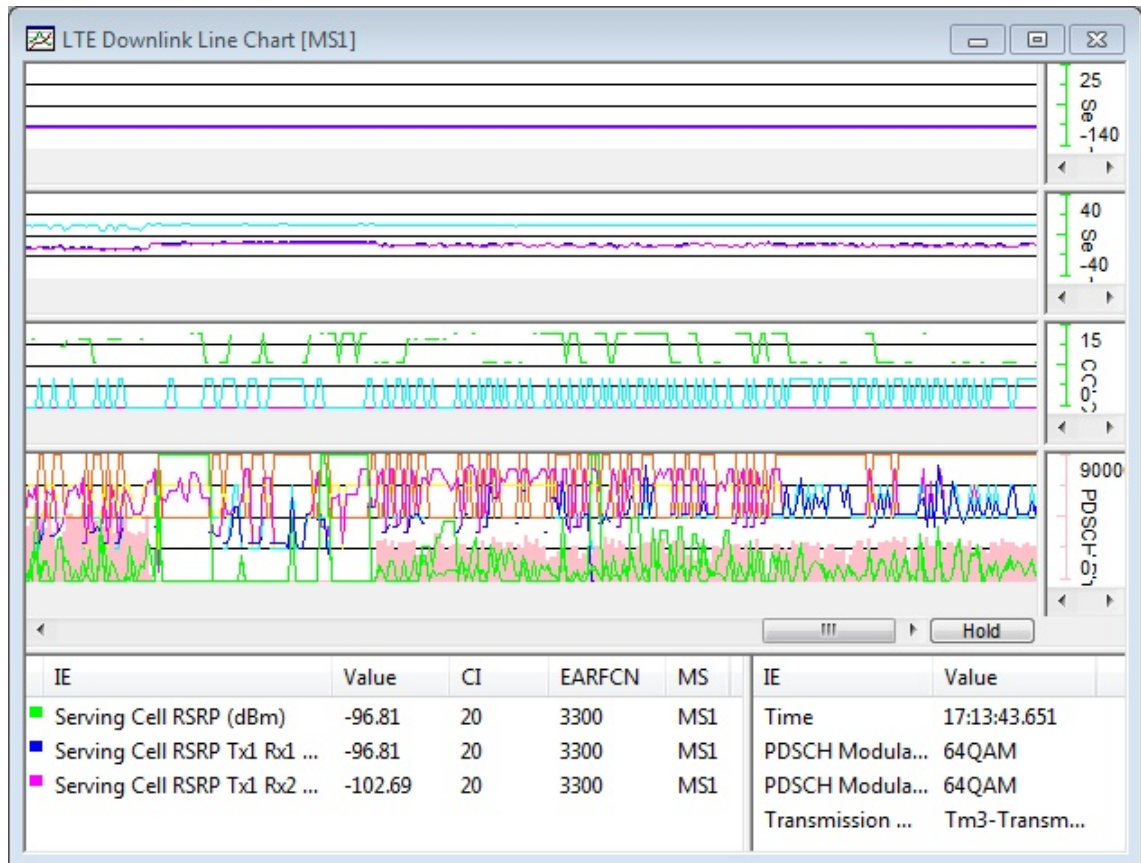 LTE Downlink Line Chart [MS1]
25
Se
-140
40
Se
-40
15
9000
PDSCH
Hold
IE Value CI EARFCN MS IE Value
Serving Cell RSRP (dBm) -96.81 20 3300 MS1 Time 17:13:43.651
Serving Cell RSRP Tx1 Rx1 ... -96.81 20 3300 MS1 PDSCH Modula... 64QAM
Serving Cell RSRP Tx1 Rx2 ... -102.69 20 3300 MS1 PDSCH Modula... 64QAM
Transmission ... Tm3-Transm...